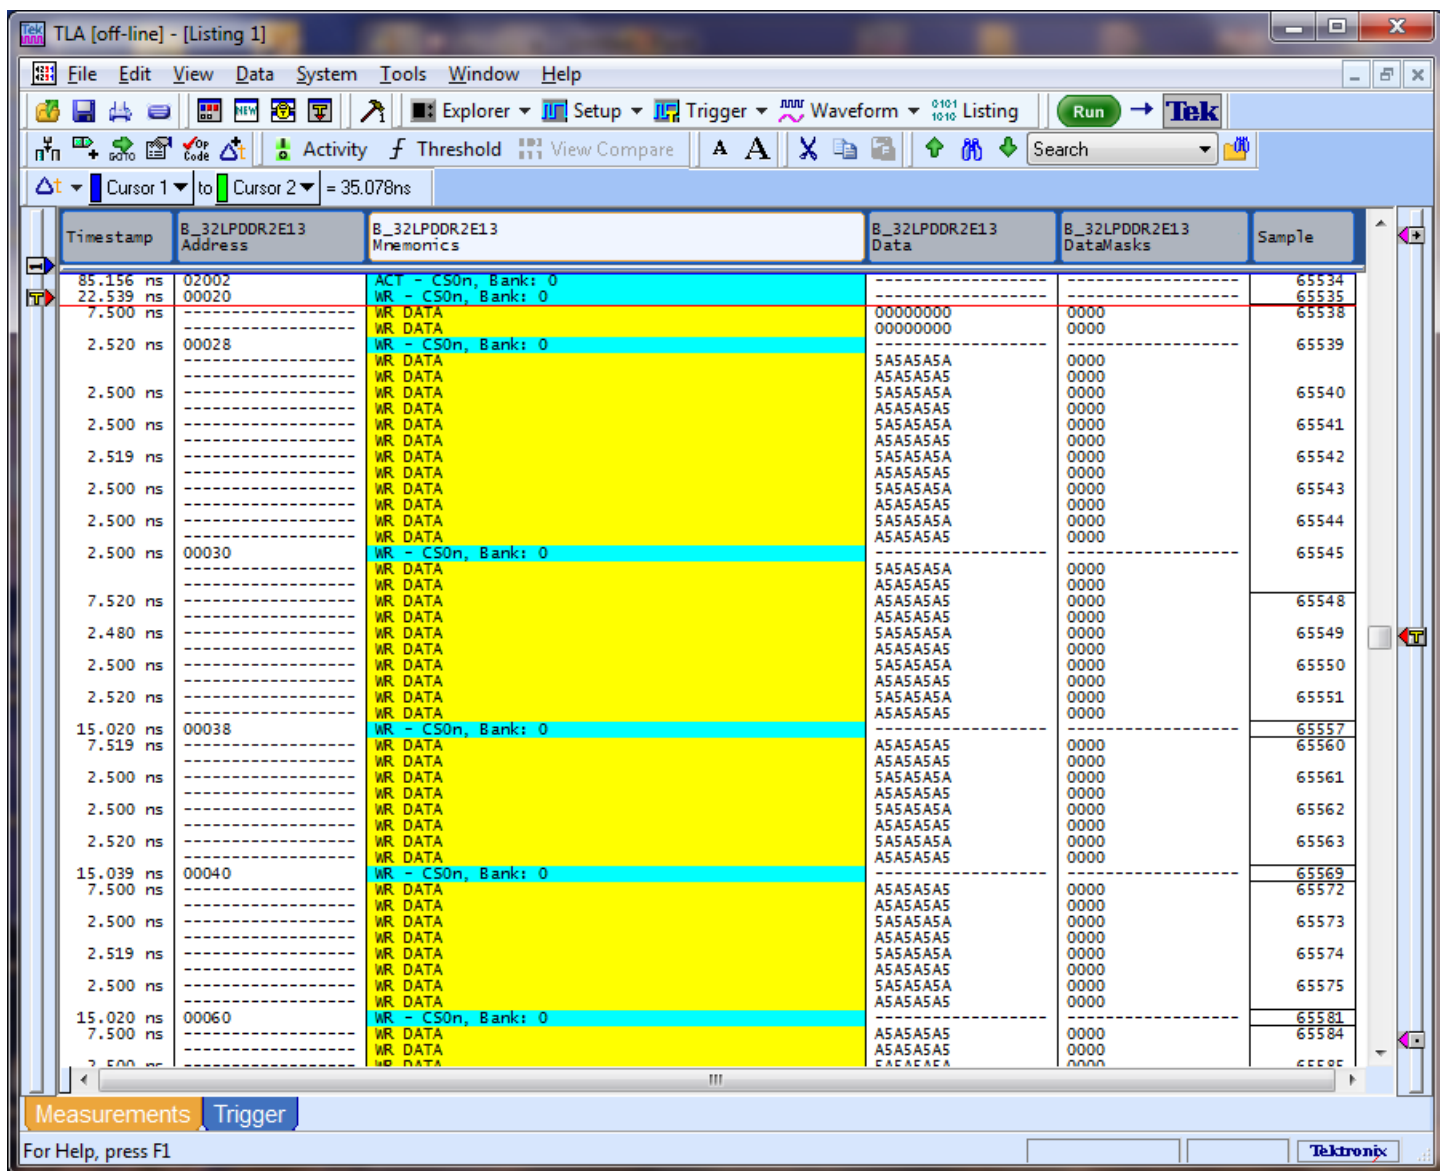 TLA [off-line] - [Listing 1]
File Edit View Data System Tools Window Help
Explorer Setup Trigger Waveform Listing Run Tek
Activity Threshold View Compare A A Search
Δt Cursor 1 to Cursor 2 = 35.078ns
Timestamp B_32LPDDR2E13 Address B_32LPDDR2E13 Mnemonics B_32LPDDR2E13 Data B_32LPDDR2E13 DataMasks Sample
85.156 ns 02002 ACT - CS0n, Bank: 0 ------------------ ------------------ 65534
22.539 ns 00020 WR - CS0n, Bank: 0 ------------------ ------------------ 65535
7.500 ns ------------------ WR DATA 00000000 0000 65538
------------------ WR DATA 00000000 0000
2.520 ns 00028 WR - CS0n, Bank: 0 ------------------ ------------------ 65539
------------------ WR DATA 5A5A5A5A 0000
------------------ WR DATA A5A5A5A5 0000
2.500 ns ------------------ WR DATA 5A5A5A5A 0000 65540
------------------ WR DATA A5A5A5A5 0000
2.500 ns ------------------ WR DATA 5A5A5A5A 0000 65541
------------------ WR DATA A5A5A5A5 0000
2.519 ns ------------------ WR DATA 5A5A5A5A 0000 65542
------------------ WR DATA A5A5A5A5 0000
2.500 ns ------------------ WR DATA 5A5A5A5A 0000 65543
------------------ WR DATA A5A5A5A5 0000
2.500 ns ------------------ WR DATA 5A5A5A5A 0000 65544
------------------ WR DATA A5A5A5A5 0000
2.500 ns 00030 WR - CS0n, Bank: 0 ------------------ ------------------ 65545
------------------ WR DATA 5A5A5A5A 0000
------------------ WR DATA A5A5A5A5 0000
7.520 ns ------------------ WR DATA A5A5A5A5 0000 65548
------------------ WR DATA A5A5A5A5 0000
2.480 ns ------------------ WR DATA 5A5A5A5A 0000 65549
------------------ WR DATA A5A5A5A5 0000
2.500 ns ------------------ WR DATA 5A5A5A5A 0000 65550
------------------ WR DATA A5A5A5A5 0000
2.520 ns ------------------ WR DATA 5A5A5A5A 0000 65551
------------------ WR DATA A5A5A5A5 0000
15.020 ns 00038 WR - CS0n, Bank: 0 ------------------ ------------------ 65557
7.519 ns ------------------ WR DATA A5A5A5A5 0000 65560
------------------ WR DATA A5A5A5A5 0000
2.500 ns ------------------ WR DATA 5A5A5A5A 0000 65561
------------------ WR DATA A5A5A5A5 0000
2.500 ns ------------------ WR DATA 5A5A5A5A 0000 65562
------------------ WR DATA A5A5A5A5 0000
2.520 ns ------------------ WR DATA 5A5A5A5A 0000 65563
------------------ WR DATA A5A5A5A5 0000
15.039 ns 00040 WR - CS0n, Bank: 0 ------------------ ------------------ 65569
7.500 ns ------------------ WR DATA A5A5A5A5 0000 65572
------------------ WR DATA A5A5A5A5 0000
2.500 ns ------------------ WR DATA 5A5A5A5A 0000 65573
------------------ WR DATA A5A5A5A5 0000
2.519 ns ------------------ WR DATA 5A5A5A5A 0000 65574
------------------ WR DATA A5A5A5A5 0000
2.500 ns ------------------ WR DATA 5A5A5A5A 0000 65575
------------------ WR DATA A5A5A5A5 0000
15.020 ns 00060 WR - CS0n, Bank: 0 ------------------ ------------------ 65581
7.500 ns ------------------ WR DATA A5A5A5A5 0000 65584
------------------ WR DATA A5A5A5A5 0000
Measurements Trigger
For Help, press F1 Tektronix